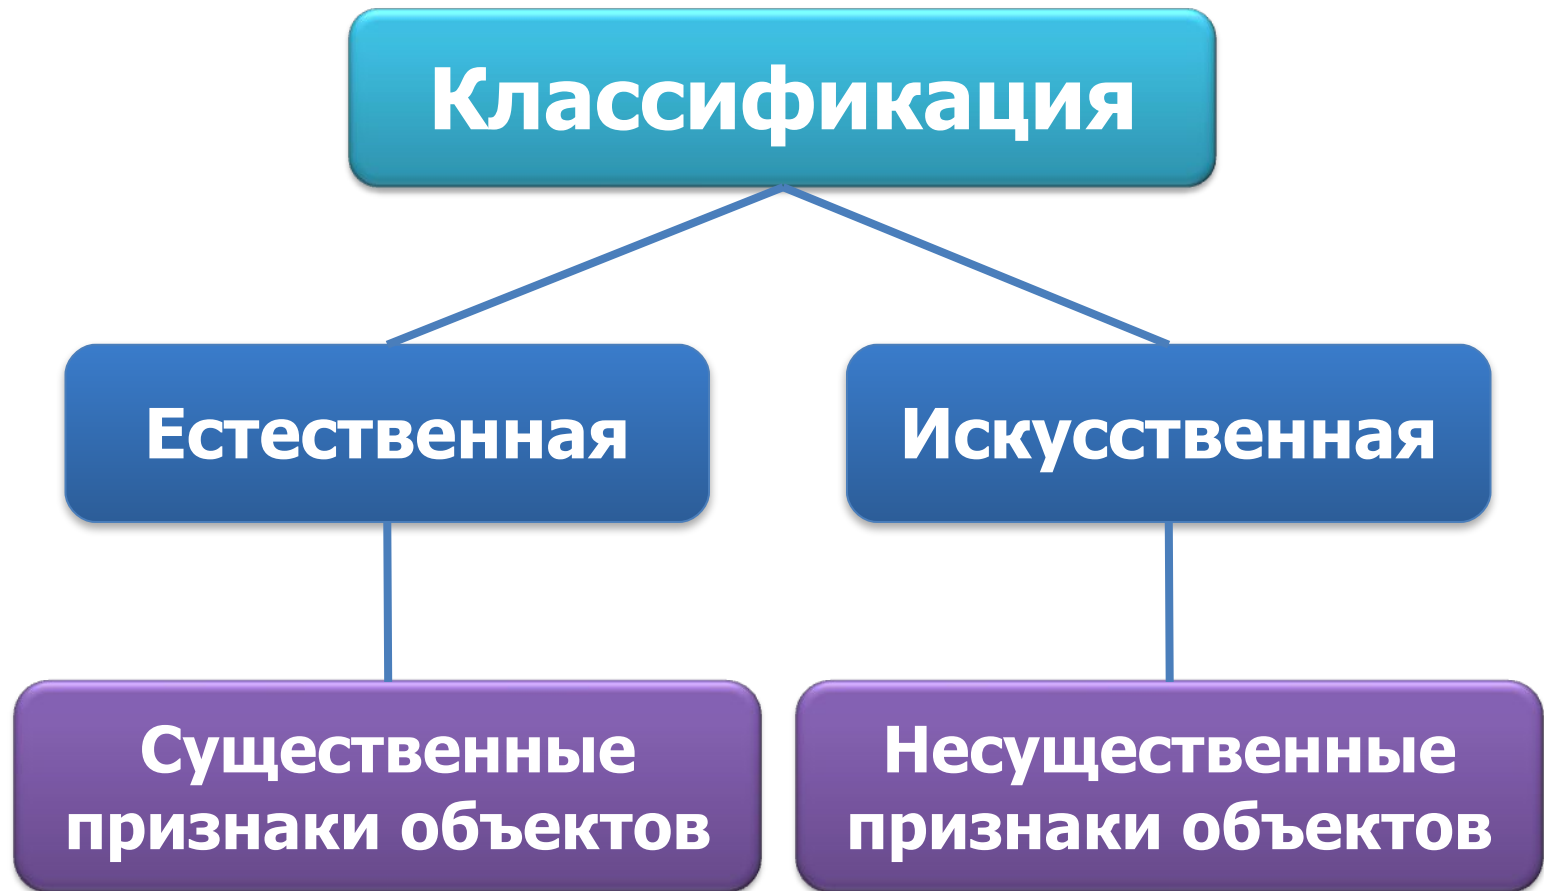 Классификация
Естественная
Искусственная
Существенные
признаки объектов
Несущественные
признаки объектов